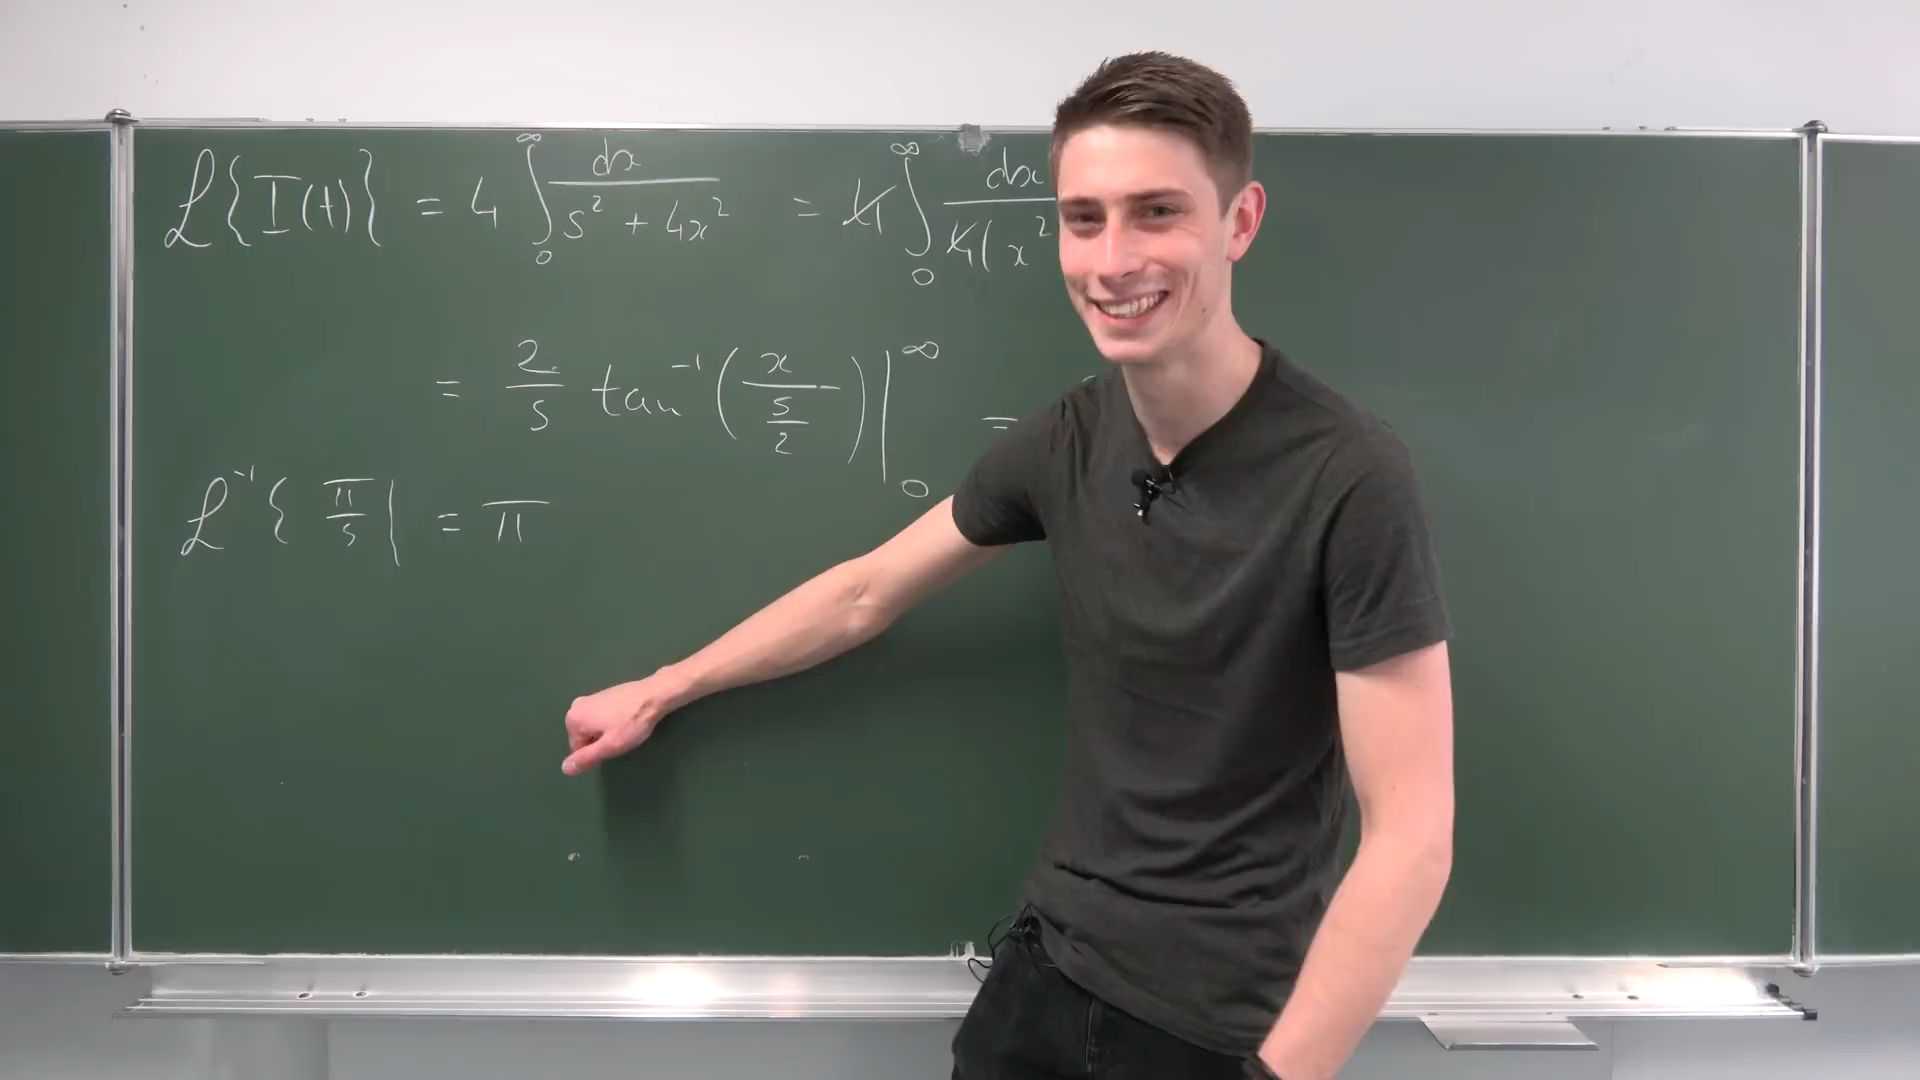 ℒ{I(t)} = 4 ∫₀^∞ dx / (s² + 4x²) = 4 ∫₀^∞ dx / 4(x²
= 2/s tan⁻¹(x / (s/2)) |₀^∞ =
ℒ⁻¹{π/s| = π